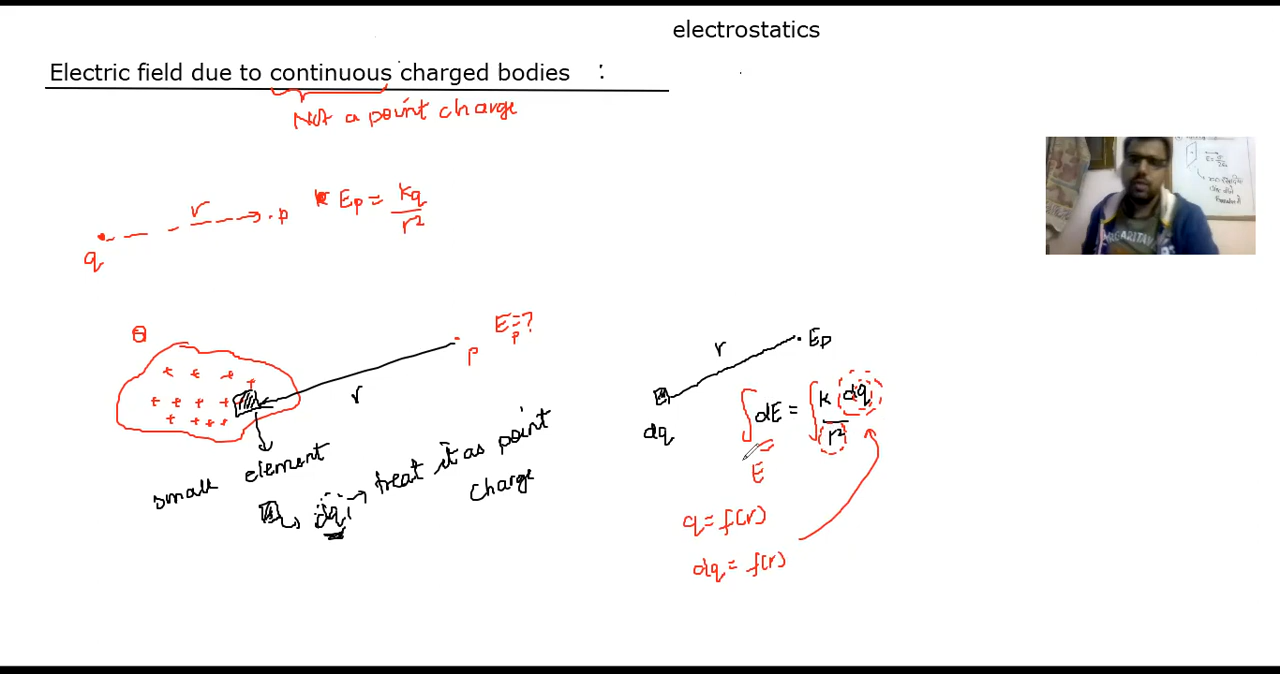 electrostatics
Electric field due to continuous charged bodies :
Not a point charge
q
r
p
Ep = kq/r²
Q
+ + + + + + + + + + +
r
p
Ep = ?
small element
dq → treat it as point charge
dq
r
Ep
∫dE = ∫k dq/r²
E
q = f(r)
dq = f(r)